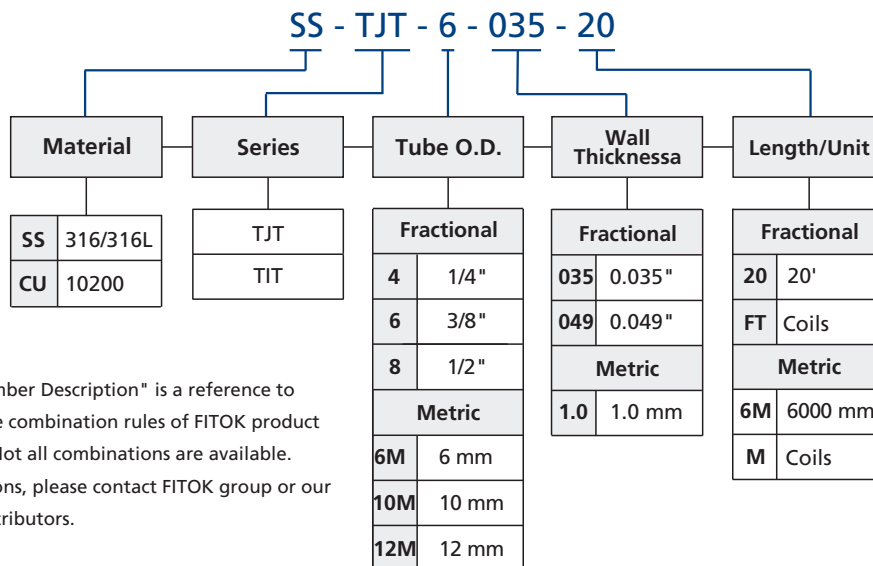 SS - TJT - 6 - 035 - 20
Material
Series
Tube O.D.
Wall
Thicknessa
Length/Unit
SS 316/316L
CU 10200
TJT
TIT
Fractional
4 1/4"
6 3/8"
8 1/2"
Metric
6M 6 mm
10M 10 mm
12M 12 mm
Fractional
035 0.035"
049 0.049"
Metric
1.0 1.0 mm
Fractional
20 20'
FT Coils
Metric
6M 6000 mm
M Coils
Description" is a reference to
combination rules of FITOK product
all combinations are available.
please contact FITOK group or our